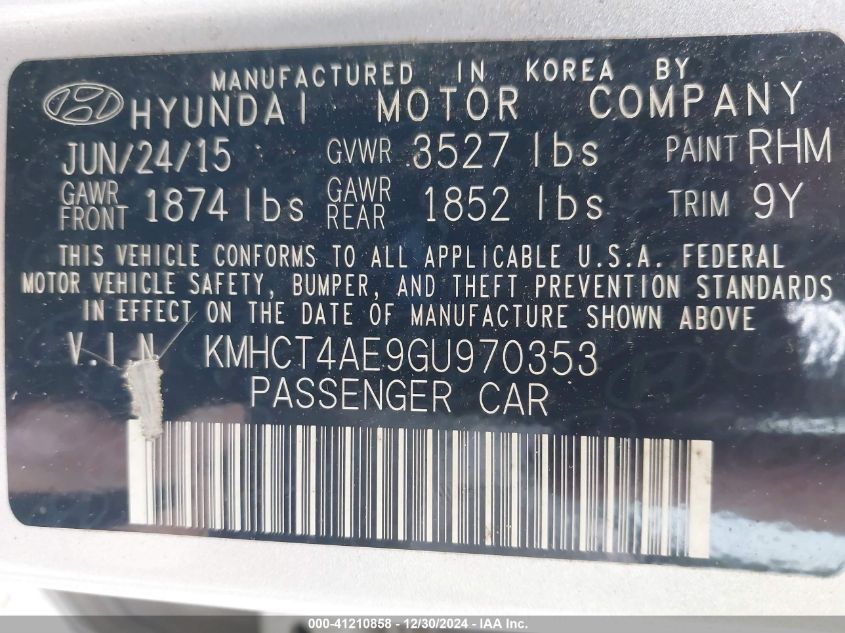 MANUFACTURED IN KOREA BY
HYUNDAI MOTOR COMPANY
JUN/24/15 GVWR 3527 lbs PAINT RHM
GAWR FRONT 1874 lbs GAWR REAR 1852 lbs TRIM 9Y
THIS VEHICLE CONFORMS TO ALL APPLICABLE U.S.A. FEDERAL
MOTOR VEHICLE SAFETY, BUMPER, AND THEFT PREVENTION STANDARDS
IN EFFECT ON THE DATE OF MANUFACTURE SHOWN ABOVE
V.I.N KMHCT4AE9GU970353
PASSENGER CAR
000-41210858 - 12/30/2024 - IAA Inc.